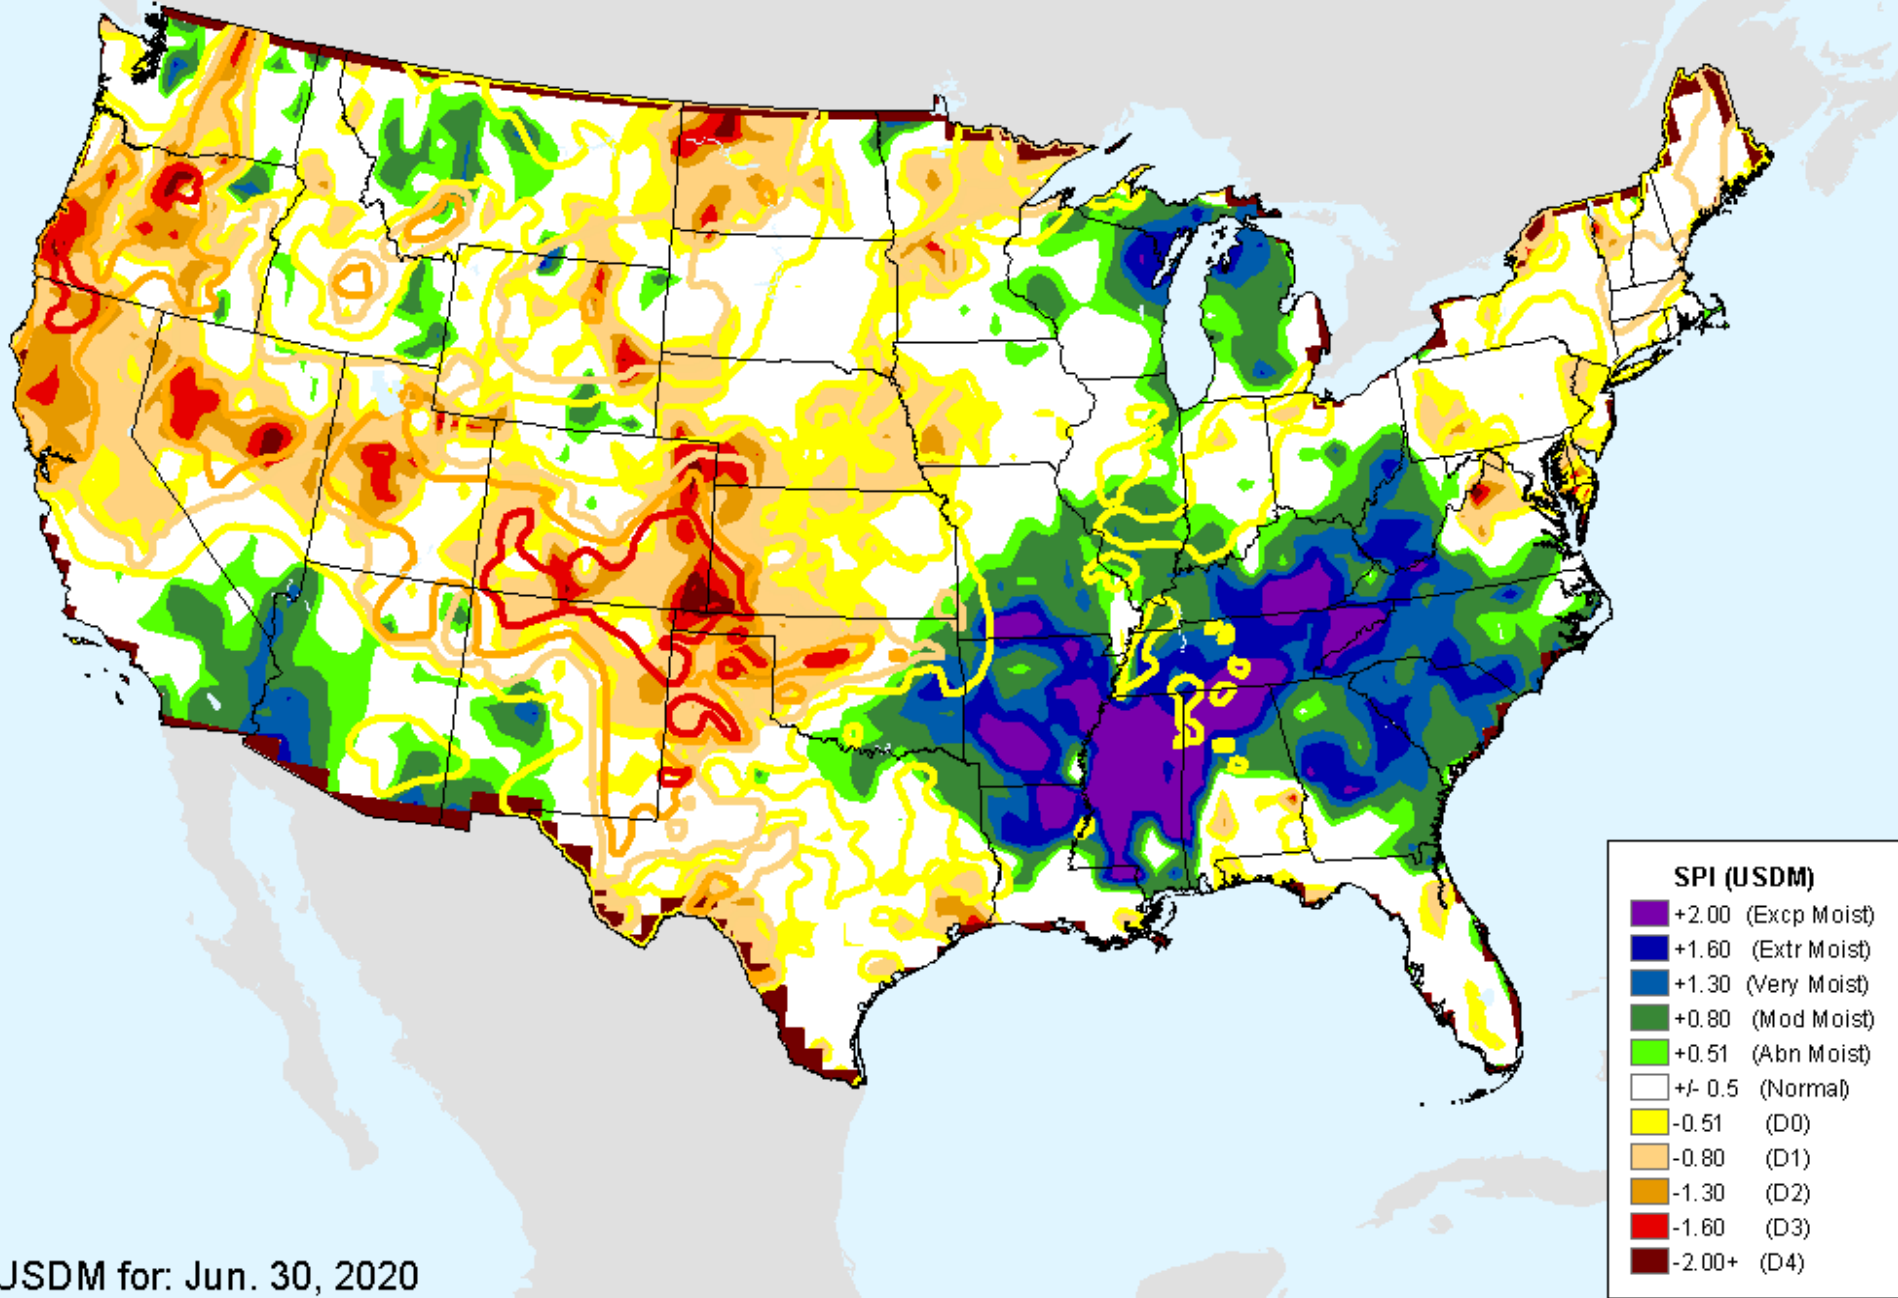 SPI (USDM)
+2.00 (Excp Moist)
+1.60 (Extr Moist)
+1.30 (Very Moist)
+0.80 (Mod Moist)
+0.51 (Abn Moist)
+/- 0.5 (Normal)
-0.51 (D0)
-0.80 (D1)
-1.30 (D2)
-1.60 (D3)
-2.00+ (D4)
USDM for: Jun. 30, 2020